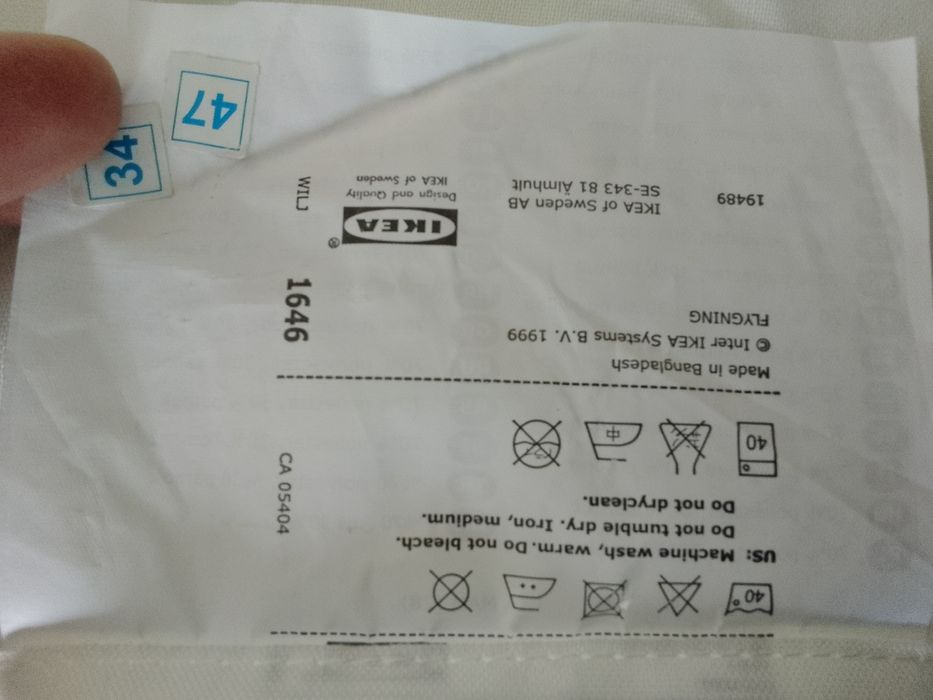 40°
US: Machine wash, warm. Do not bleach.
Do not tumble dry. Iron, medium.
Do not dryclean.
40
中
Made in Bangladesh
© Inter IKEA Systems B.V. 1999
FLYGNING
19489
IKEA of Sweden AB
SE-343 81 Älmhult
IKEA®
Design and Quality
IKEA of Sweden
CA 05404
1646
WILJ
34
47